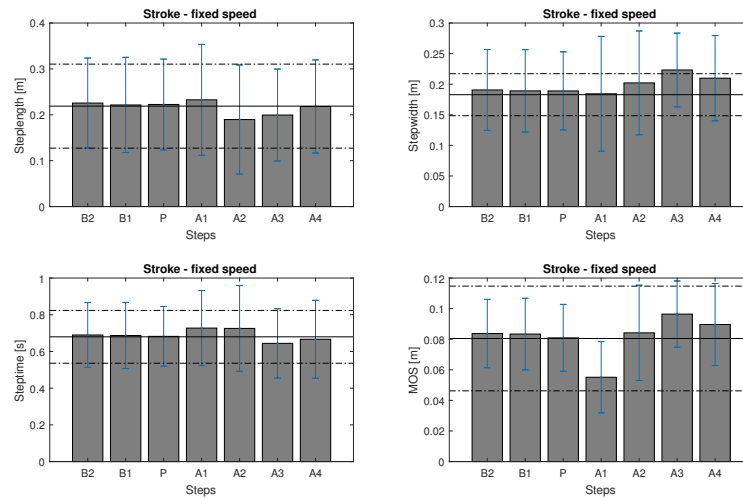 Stroke - fixed speed
Steplength [m]
0.4
0.3
0.2
0.1
0
B2 B1 P A1 A2 A3 A4
Steps
Stroke - fixed speed
Stepwidth [m]
0.3
0.25
0.2
0.15
0.1
0.05
0
B2 B1 P A1 A2 A3 A4
Steps
Stroke - fixed speed
Steptime [s]
1
0.8
0.6
0.4
0.2
0
B2 B1 P A1 A2 A3 A4
Steps
Stroke - fixed speed
MOS [m]
0.12
0.1
0.08
0.06
0.04
0.02
0
B2 B1 P A1 A2 A3 A4
Steps